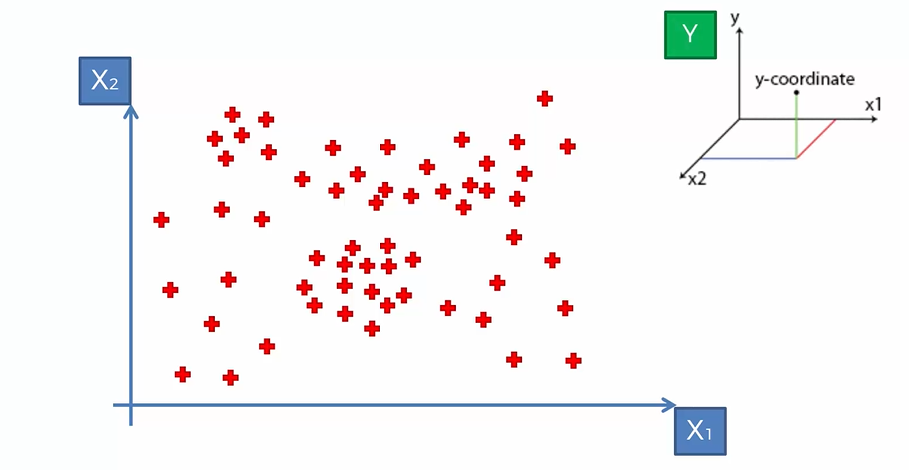 X₂
Y
y
y-coordinate
x1
x2
X₁